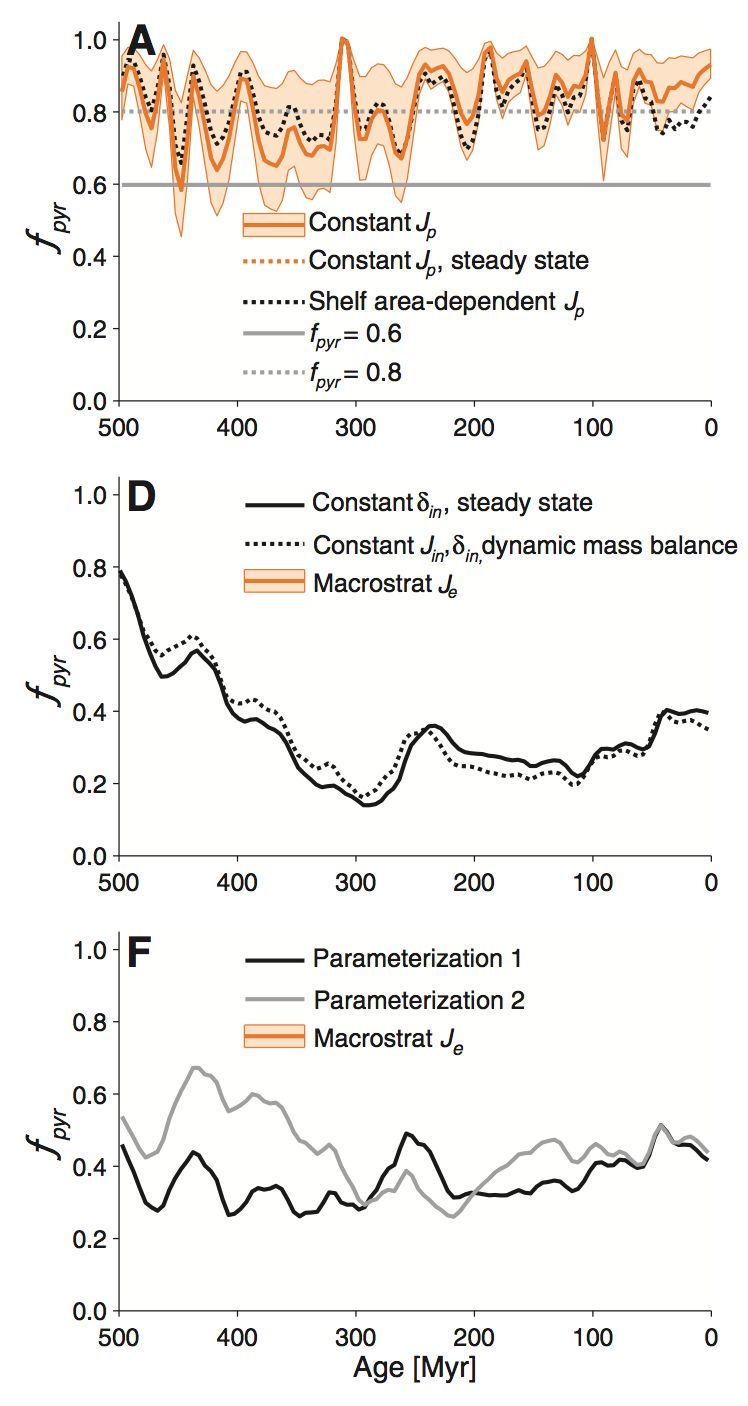 A
1.0
0.8
0.6
0.4
0.2
0.0
f_pyr
Constant J_p
Constant J_p, steady state
Shelf area-dependent J_p
f_pyr = 0.6
f_pyr = 0.8
500 400 300 200 100 0
D
1.0
0.8
0.6
0.4
0.2
0.0
f_pyr
Constant δ_in, steady state
Constant J_in,δ_in, dynamic mass balance
Macrostrat J_e
500 400 300 200 100 0
F
1.0
0.8
0.6
0.4
0.2
0.0
f_pyr
Parameterization 1
Parameterization 2
Macrostrat J_e
500 400 300 200 100 0
Age [Myr]